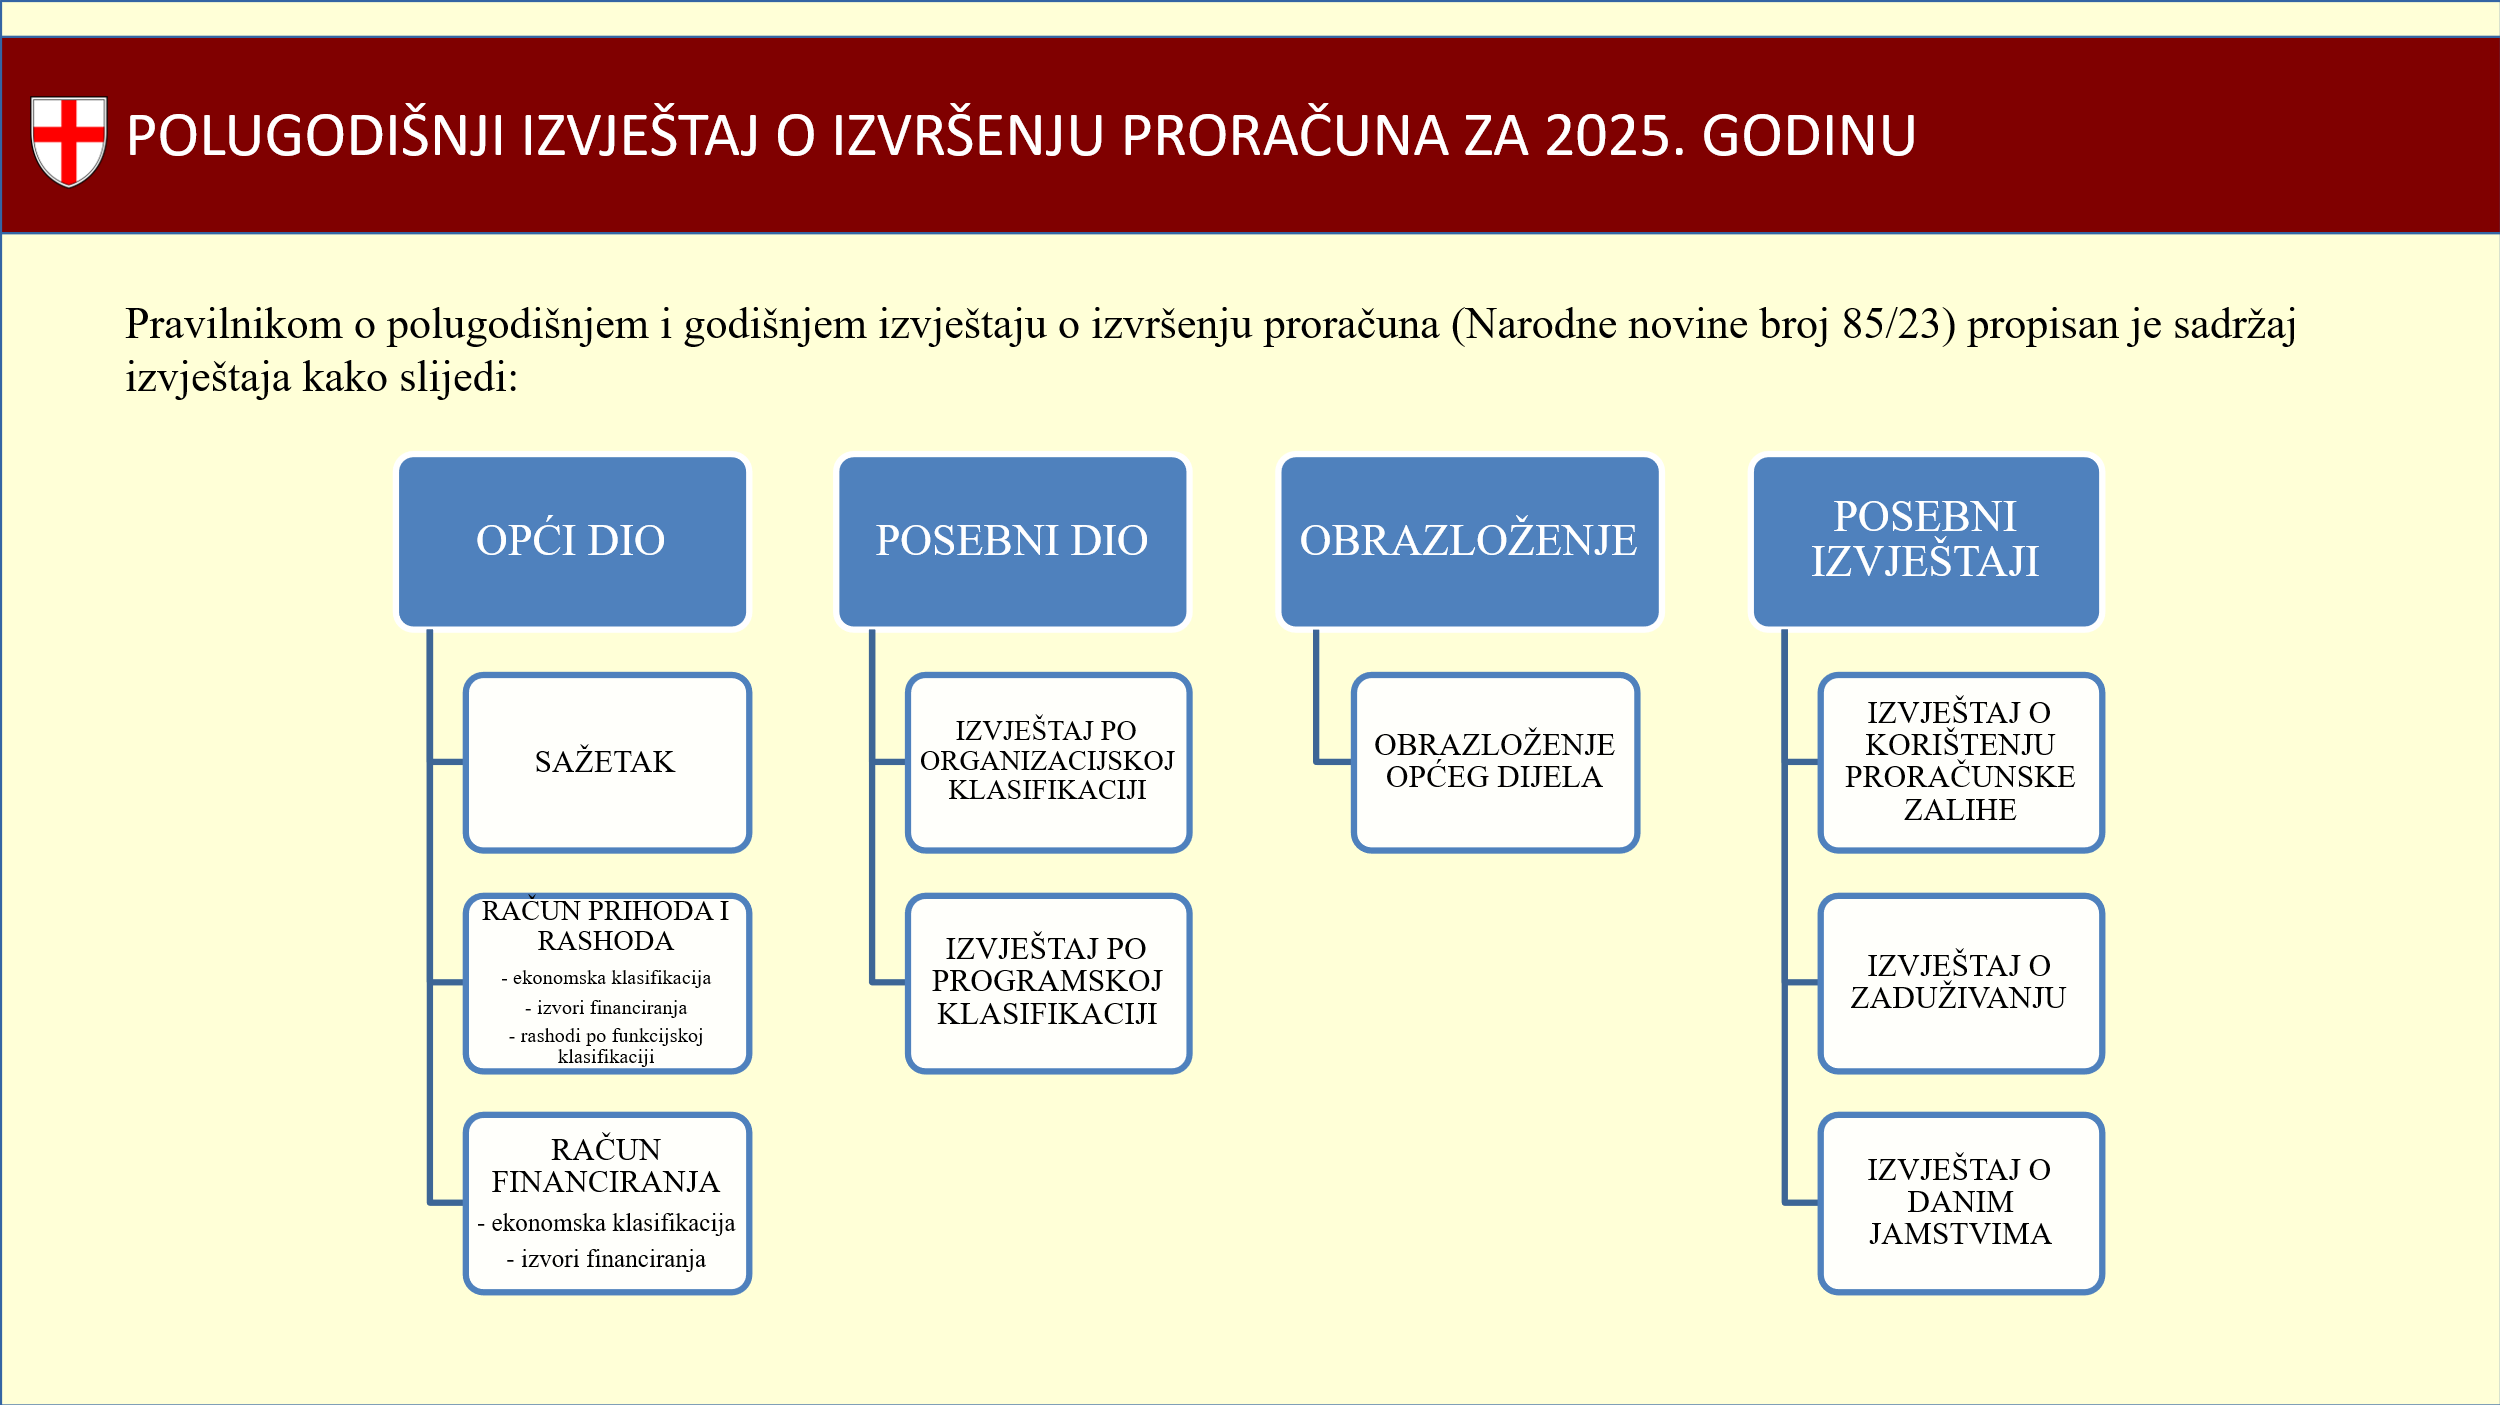 POLUGODIŠNJI IZVJEŠTAJ O IZVRŠENJU PRORAČUNA ZA 2025. GODINU
Pravilnikom o polugodišnjem i godišnjem izvještaju o izvršenju proračuna (Narodne novine broj 85/23) propisan je sadržaj
izvještaja kako slijedi:
OPĆI DIO
SAŽETAK
RAČUN PRIHODA I
RASHODA
- ekonomska klasifikacija
- izvori financiranja
- rashodi po funkcijskoj
klasifikaciji
RAČUN
FINANCIRANJA
- ekonomska klasifikacija
- izvori financiranja
POSEBNI DIO
IZVJEŠTAJ PO
ORGANIZACIJSKOJ
KLASIFIKACIJI
IZVJEŠTAJ PO
PROGRAMSKOJ
KLASIFIKACIJI
OBRAZLOŽENJE
OBRAZLOŽENJE
OPĆEG DIJELA
POSEBNI
IZVJEŠTAJI
IZVJEŠTAJ O
KORIŠTENJU
PRORAČUNSKE
ZALIHE
IZVJEŠTAJ O
ZADUŽIVANJU
IZVJEŠTAJ O
DANIM
JAMSTVIMA